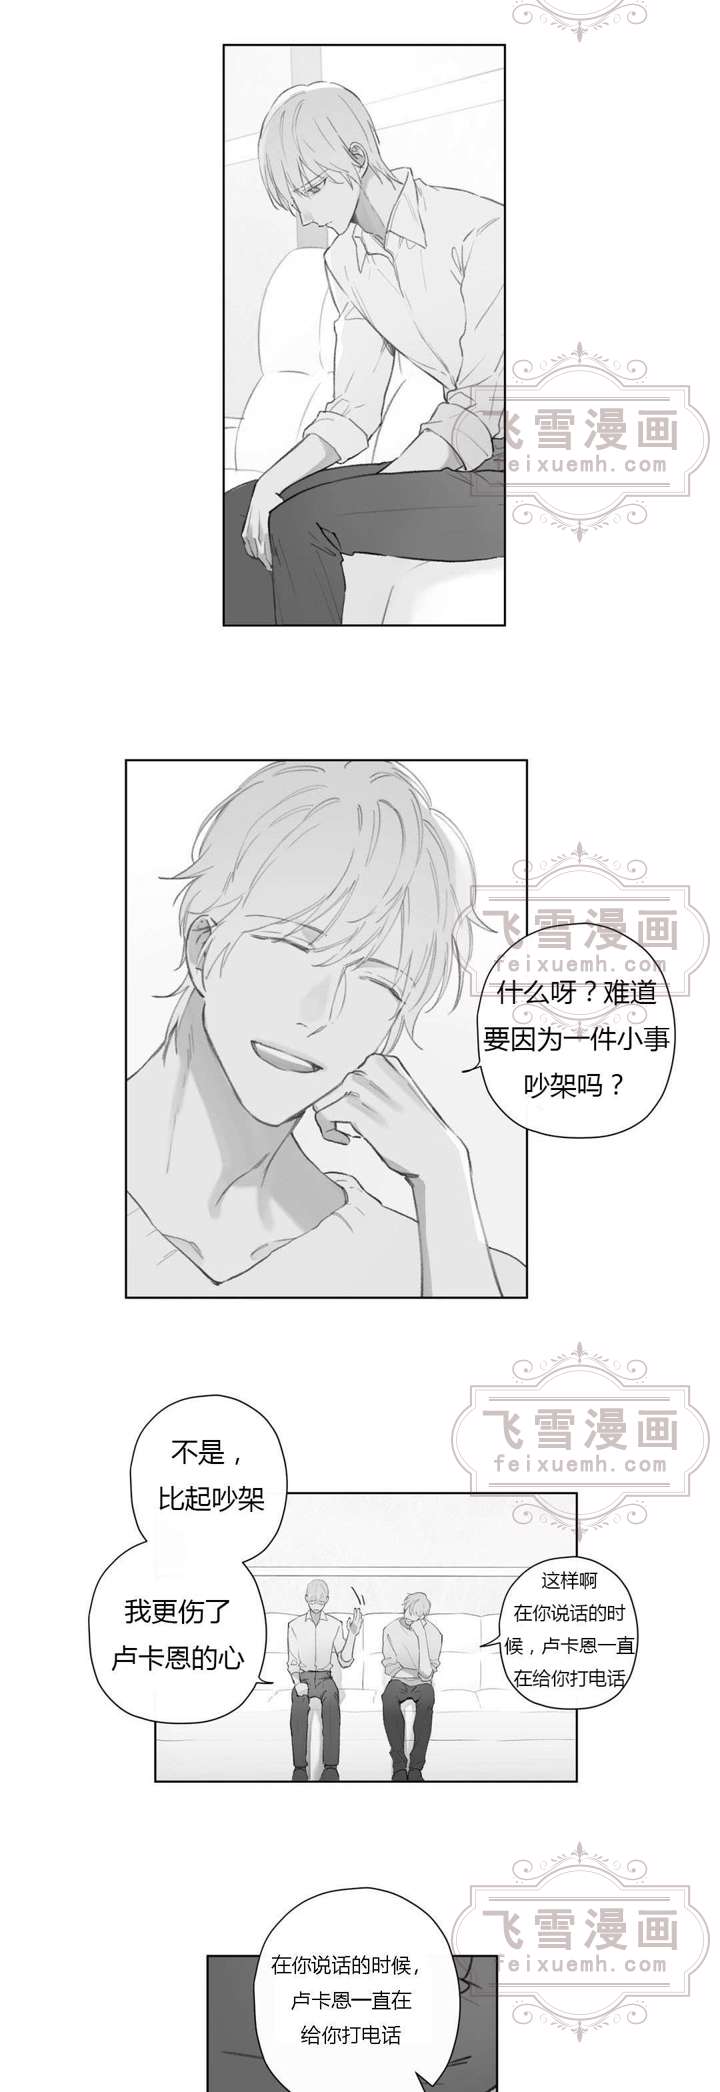 飞雪漫画
feixuemh.com
飞雪漫画
feixuemh.com
什么呀？难道
要因为一件小事
吵架吗？
飞雪漫画
feixuemh.com
不是，
比起吵架
我更伤了
卢卡恩的心
这样啊
在你说话的时
候，卢卡恩一直
在给你打电话
飞雪漫画
feixuemh.com
在你说话的时候，
卢卡恩一直在
给你打电话